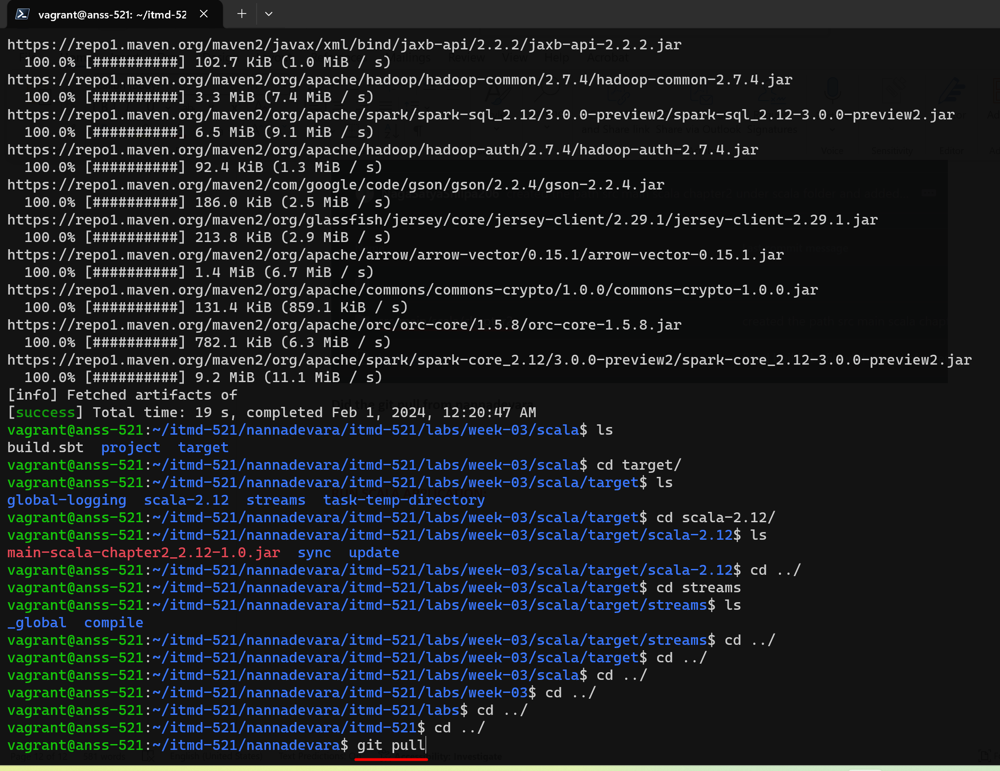 vagrant@anss-521: ~/itmd-52
https://repo1.maven.org/maven2/javax/xml/bind/jaxb-api/2.2.2/jaxb-api-2.2.2.jar
  100.0% [##########] 102.7 KiB (1.0 MiB / s)
https://repo1.maven.org/maven2/org/apache/hadoop/hadoop-common/2.7.4/hadoop-common-2.7.4.jar
  100.0% [##########] 3.3 MiB (7.4 MiB / s)
https://repo1.maven.org/maven2/org/apache/spark/spark-sql_2.12/3.0.0-preview2/spark-sql_2.12-3.0.0-preview2.jar
  100.0% [##########] 6.5 MiB (9.1 MiB / s)
https://repo1.maven.org/maven2/org/apache/hadoop/hadoop-auth/2.7.4/hadoop-auth-2.7.4.jar
  100.0% [##########] 92.4 KiB (1.3 MiB / s)
https://repo1.maven.org/maven2/com/google/code/gson/gson/2.2.4/gson-2.2.4.jar
  100.0% [##########] 186.0 KiB (2.5 MiB / s)
https://repo1.maven.org/maven2/org/glassfish/jersey/core/jersey-client/2.29.1/jersey-client-2.29.1.jar
  100.0% [##########] 213.8 KiB (2.9 MiB / s)
https://repo1.maven.org/maven2/org/apache/arrow/arrow-vector/0.15.1/arrow-vector-0.15.1.jar
  100.0% [##########] 1.4 MiB (6.7 MiB / s)
https://repo1.maven.org/maven2/org/apache/commons/commons-crypto/1.0.0/commons-crypto-1.0.0.jar
  100.0% [##########] 131.4 KiB (859.1 KiB / s)
https://repo1.maven.org/maven2/org/apache/orc/orc-core/1.5.8/orc-core-1.5.8.jar
  100.0% [##########] 782.1 KiB (6.3 MiB / s)
https://repo1.maven.org/maven2/org/apache/spark/spark-core_2.12/3.0.0-preview2/spark-core_2.12-3.0.0-preview2.jar
  100.0% [##########] 9.2 MiB (11.1 MiB / s)
[info] Fetched artifacts of
[success] Total time: 19 s, completed Feb 1, 2024, 12:20:47 AM
vagrant@anss-521:~/itmd-521/nannadevara/itmd-521/labs/week-03/scala$ ls
build.sbt  project  target
vagrant@anss-521:~/itmd-521/nannadevara/itmd-521/labs/week-03/scala$ cd target/
vagrant@anss-521:~/itmd-521/nannadevara/itmd-521/labs/week-03/scala/target$ ls
global-logging  scala-2.12  streams  task-temp-directory
vagrant@anss-521:~/itmd-521/nannadevara/itmd-521/labs/week-03/scala/target$ cd scala-2.12/
vagrant@anss-521:~/itmd-521/nannadevara/itmd-521/labs/week-03/scala/target/scala-2.12$ ls
main-scala-chapter2_2.12-1.0.jar  sync  update
vagrant@anss-521:~/itmd-521/nannadevara/itmd-521/labs/week-03/scala/target/scala-2.12$ cd ../
vagrant@anss-521:~/itmd-521/nannadevara/itmd-521/labs/week-03/scala/target$ cd streams
vagrant@anss-521:~/itmd-521/nannadevara/itmd-521/labs/week-03/scala/target/streams$ ls
_global  compile
vagrant@anss-521:~/itmd-521/nannadevara/itmd-521/labs/week-03/scala/target/streams$ cd ../
vagrant@anss-521:~/itmd-521/nannadevara/itmd-521/labs/week-03/scala/target$ cd ../
vagrant@anss-521:~/itmd-521/nannadevara/itmd-521/labs/week-03/scala$ cd ../
vagrant@anss-521:~/itmd-521/nannadevara/itmd-521/labs/week-03$ cd ../
vagrant@anss-521:~/itmd-521/nannadevara/itmd-521/labs$ cd ../
vagrant@anss-521:~/itmd-521/nannadevara/itmd-521$ cd ../
vagrant@anss-521:~/itmd-521/nannadevara$ git pull